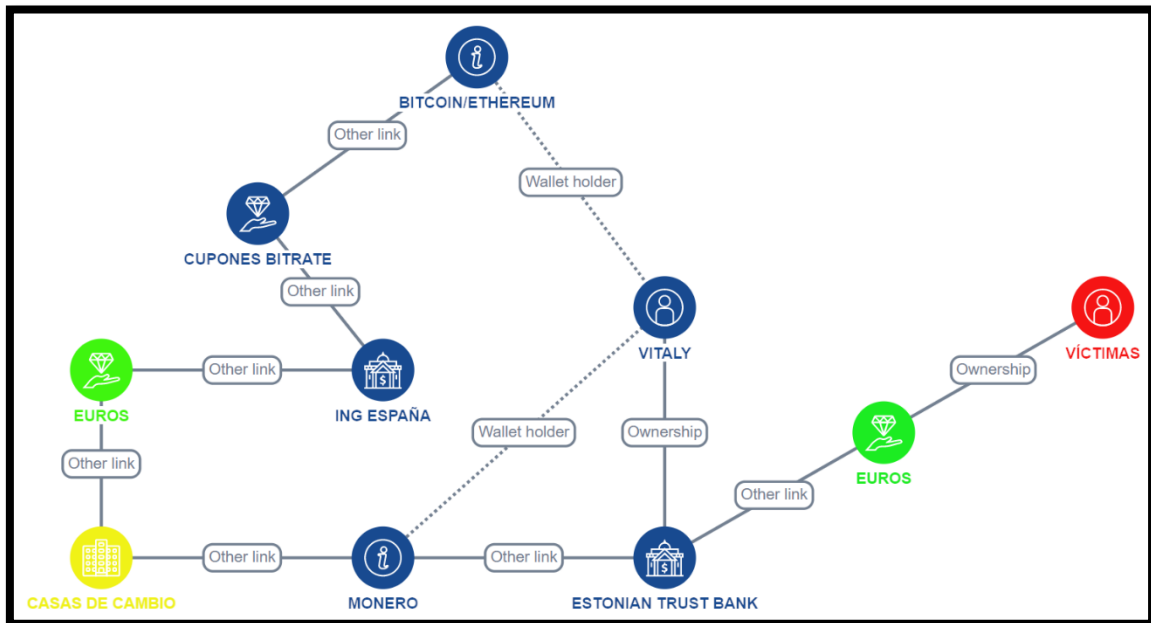 BITCOIN/ETHEREUM
Other link
Wallet holder
CUPONES BITRATE
Other link
VITALY
VÍCTIMAS
Ownership
EUROS
Other link
ING ESPAÑA
Wallet holder
Ownership
EUROS
Other link
Other link
CASAS DE CAMBIO
Other link
MONERO
Other link
ESTONIAN TRUST BANK